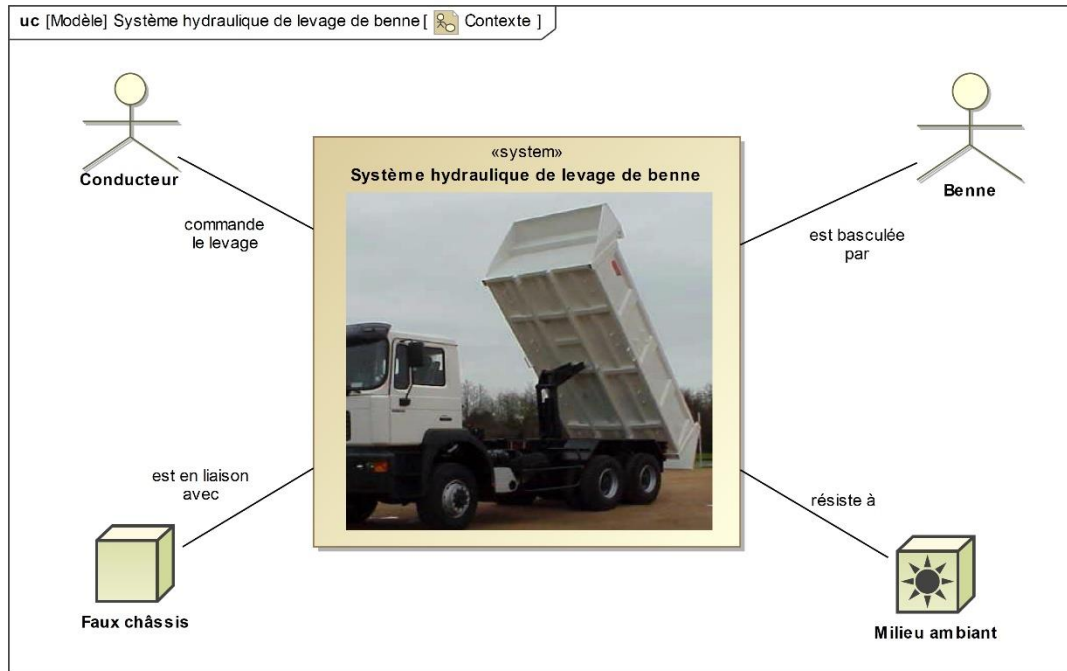 uc [Modèle] Système hydraulique de levage de benne [ Contexte ]
Conducteur
commande
le levage
«system»
Système hydraulique de levage de benne
Benne
est basculée
par
est en liaison
avec
Faux châssis
résiste à
Milieu ambiant